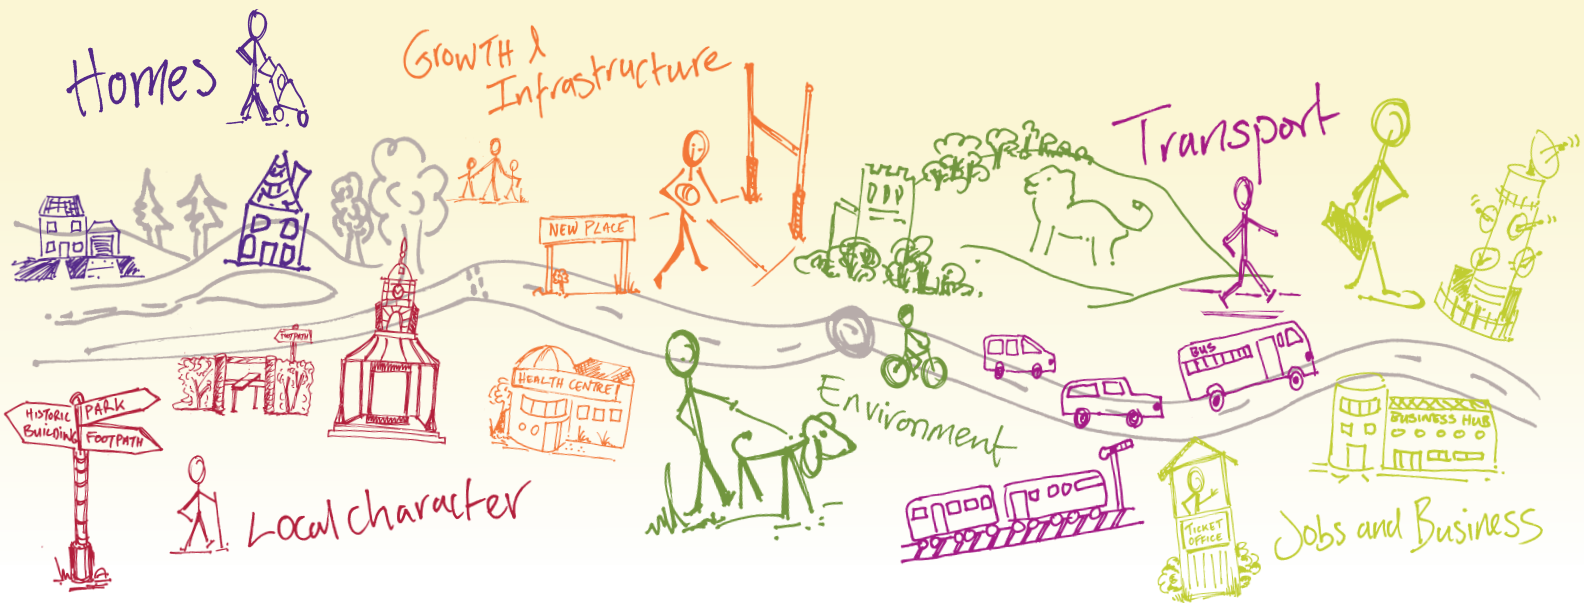 Homes
Growth &
Infrastructure
Transport
NEW PLACE
FOOTPATH
BUS
HEALTH CENTRE
HISTORIC
BUILDING
PARK
FOOTPATH
Environment
BUSINESS HUB
Local character
TICKET
OFFICE
Jobs and Business